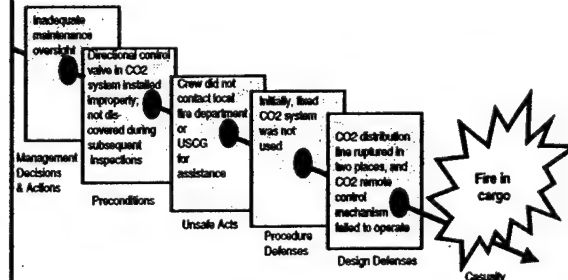 Inadequate
maintenance
oversight
Management
Decisions
& Actions
Directional control
valve in CO2
system installed
improperly;
not dis-
covered during
subsequent
inspections
Preconditions
Crew did not
contact local
fire department
or
USCG
for
assistance
Unsafe Acts
Initially, fixed
CO2 system
was not
used
Procedure
Defenses
CO2 distribution
line ruptured in
two places, and
CO2 remote
control
mechanism
failed to operate
Design Defenses
Fire in
cargo
Casualty